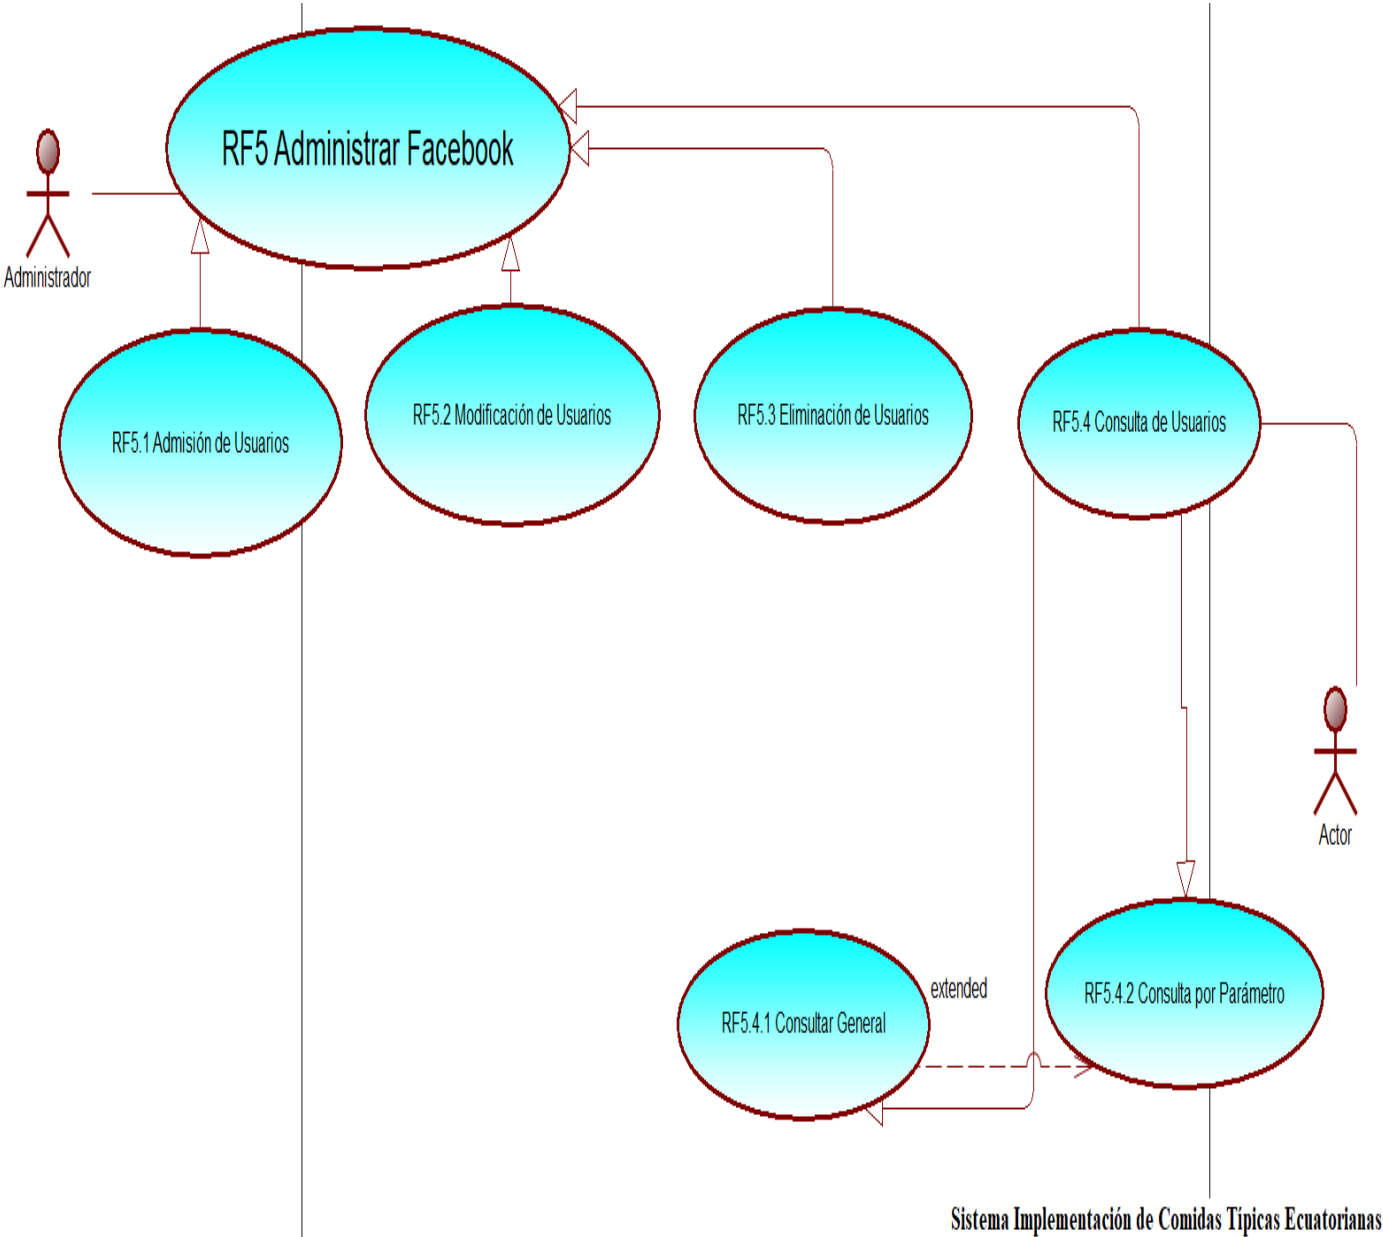 RF5 Administrar Facebook
Administrador
RF5.1 Admisión de Usuarios
RF5.2 Modificación de Usuarios
RF5.3 Eliminación de Usuarios
RF5.4 Consulta de Usuarios
Actor
extended
RF5.4.1 Consultar General
RF5.4.2 Consulta por Parámetro
Sistema Implementación de Comidas Típicas Ecuatorianas